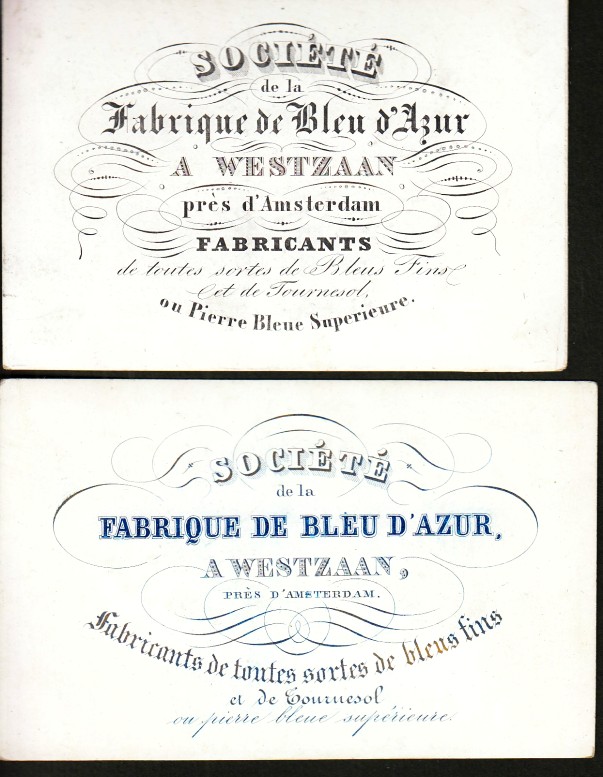 SOCIÉTÉ
de la
Fabrique de Bleu d'Azur
A WESTZAAN
près d'Amsterdam
FABRICANTS
de toutes sortes de Bleus Fins
et de Tournesol,
ou Pierre Bleue Superieure.
SOCIÉTÉ
de la
FABRIQUE DE BLEU D'AZUR,
A WESTZAAN,
PRÈS D'AMSTERDAM.
Fabricants de toutes sortes de bleus fins
et de Tournesol
ou pierre bleue supérieure.